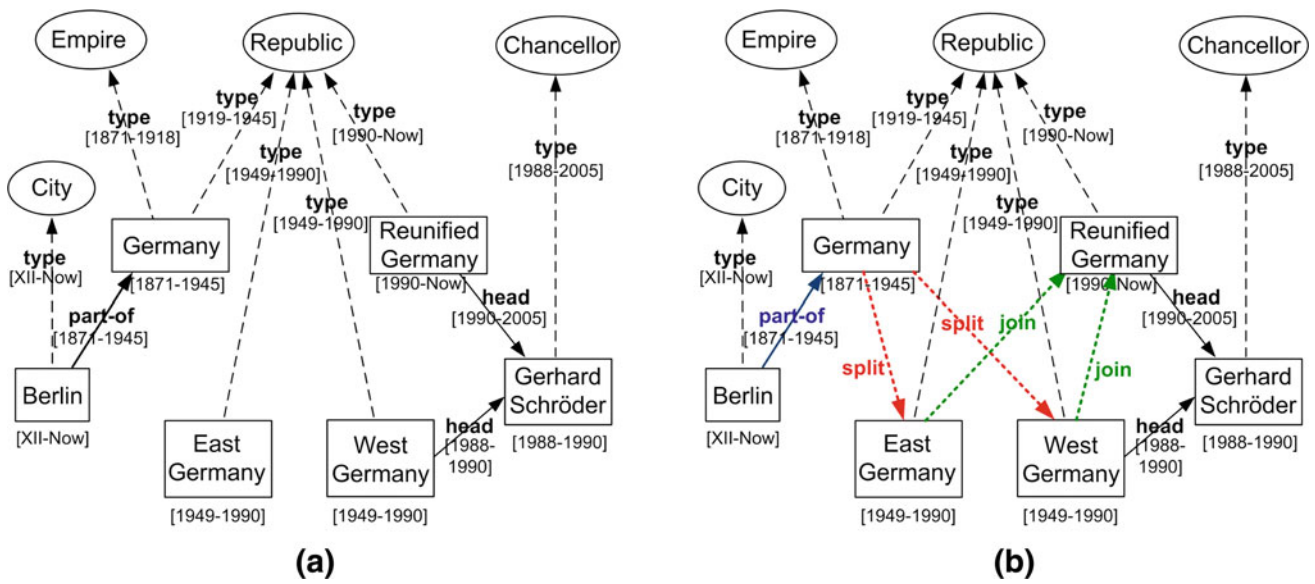 Empire
Republic
Chancellor
type
[1871-1918]
type
[1919-1945]
type
[1990-Now]
type
[1949-1990]
type
[1988-2005]
City
type
[1949-1990]
Germany
Reunified
Germany
type
[XII-Now]
[1871-1945]
[1990-Now]
part-of
[1871-1945]
head
[1990-2005]
Berlin
[XII-Now]
Gerhard
Schröder
[1988-1990]
head
[1988-
1990]
East
Germany
West
Germany
[1949-1990]
[1949-1990]
(a)
Empire
Republic
Chancellor
type
[1871-1918]
type
[1919-1945]
type
[1990-Now]
type
[1949-1990]
type
[1988-2005]
City
type
[1949-1990]
Germany
Reunified
Germany
type
[XII-Now]
[1871-1945]
[1990-Now]
part-of
[1871-1945]
split
join
head
[1990-2005]
split
join
Berlin
[XII-Now]
Gerhard
Schröder
[1988-1990]
head
[1988-
1990]
East
Germany
West
Germany
[1949-1990]
[1949-1990]
(b)